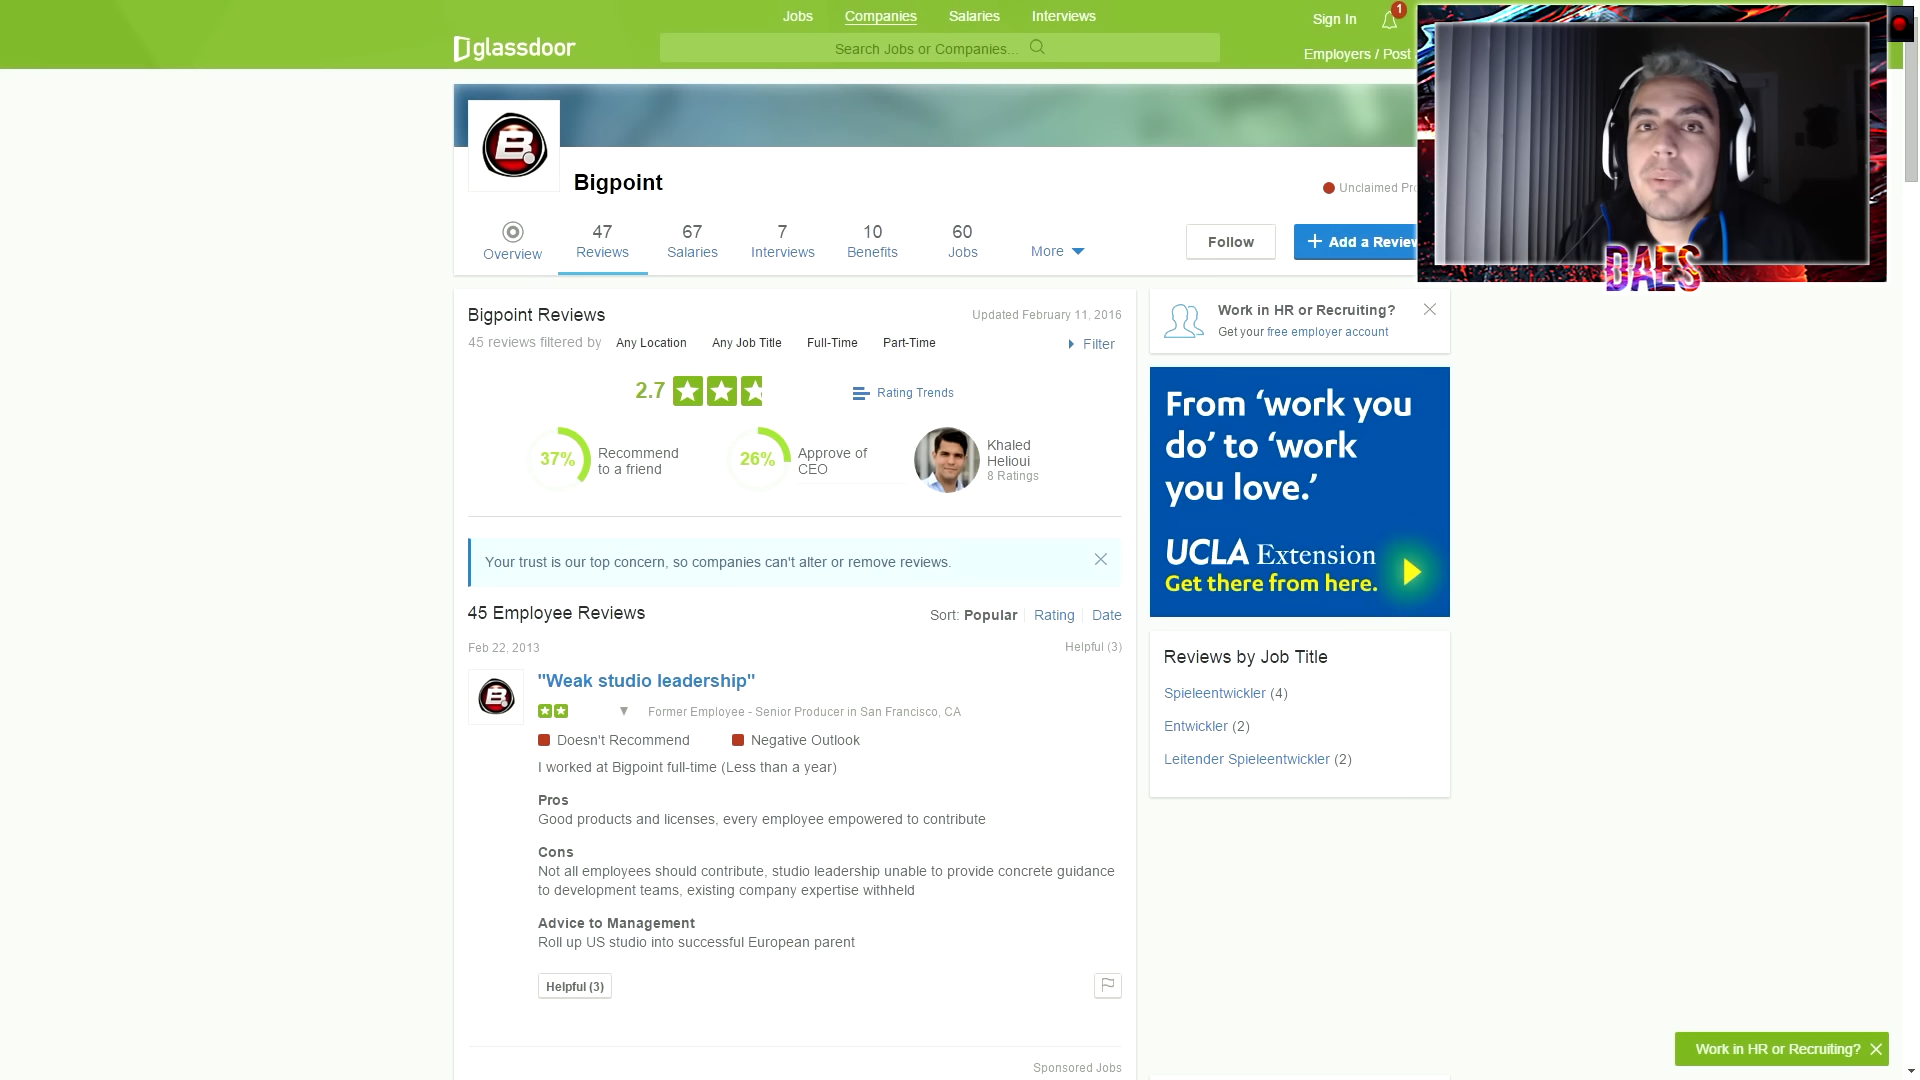 Jobs
Companies
Salaries
Interviews
Sign In
1
glassdoor
Search Jobs or Companies...
Employers / Post
B.
Bigpoint
Unclaimed Pro
Overview
47
Reviews
67
Salaries
7
Interviews
10
Benefits
60
Jobs
More
Follow
Add a Review
DAES
Bigpoint Reviews
Updated February 11, 2016
45 reviews filtered by Any Location Any Job Title Full-Time Part-Time
Filter
2.7
Rating Trends
37%
Recommend
to a friend
26%
Approve of
CEO
Khaled
Helioui
8 Ratings
Your trust is our top concern, so companies can't alter or remove reviews.
45 Employee Reviews
Sort: Popular Rating Date
Feb 22, 2013
Helpful (3)
B.
"Weak studio leadership"
Former Employee - Senior Producer in San Francisco, CA
Doesn't Recommend
Negative Outlook
I worked at Bigpoint full-time (Less than a year)
Pros
Good products and licenses, every employee empowered to contribute
Cons
Not all employees should contribute, studio leadership unable to provide concrete guidance
to development teams, existing company expertise withheld
Advice to Management
Roll up US studio into successful European parent
Helpful (3)
Sponsored Jobs
Work in HR or Recruiting?
Get your free employer account
From ‘work you
do’ to ‘work
you love.’
UCLA Extension
Get there from here.
Reviews by Job Title
Spieleentwickler (4)
Entwickler (2)
Leitender Spieleentwickler (2)
Work in HR or Recruiting?